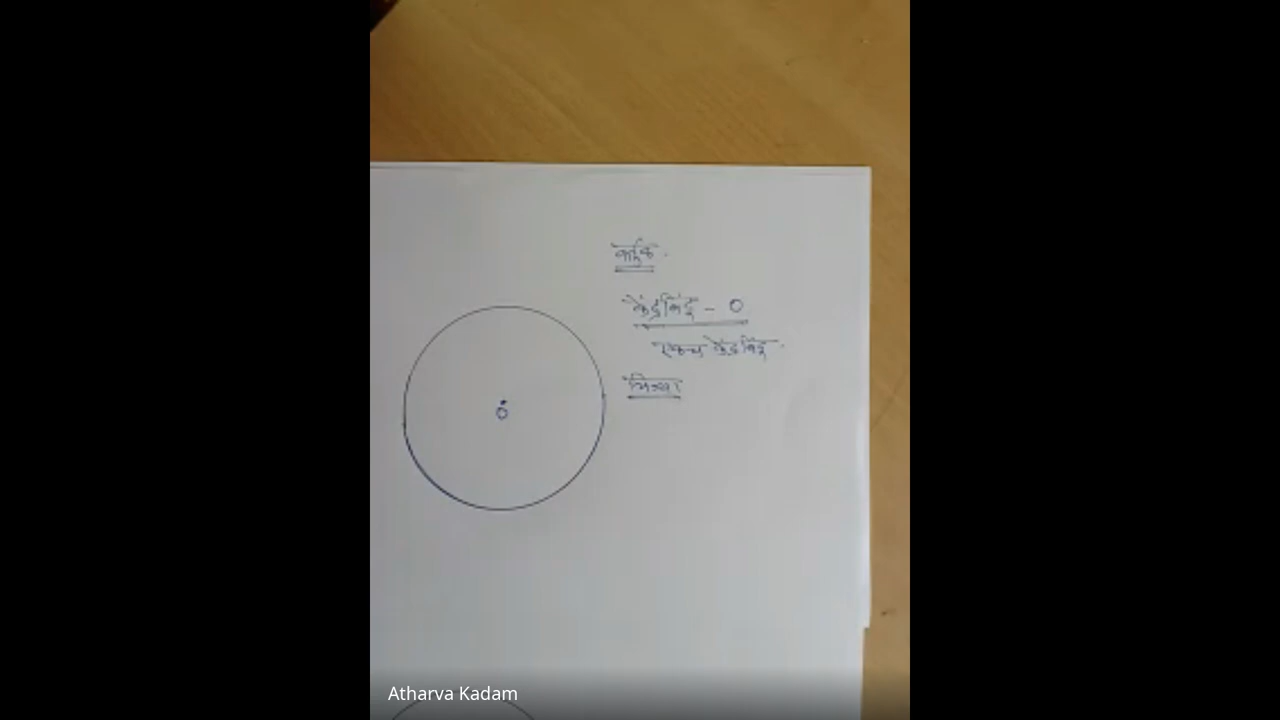 वर्तुळ.
केंद्रबिंदू - O
एकच केंद्रबिंदू.
त्रिज्या
O
Atharva Kadam